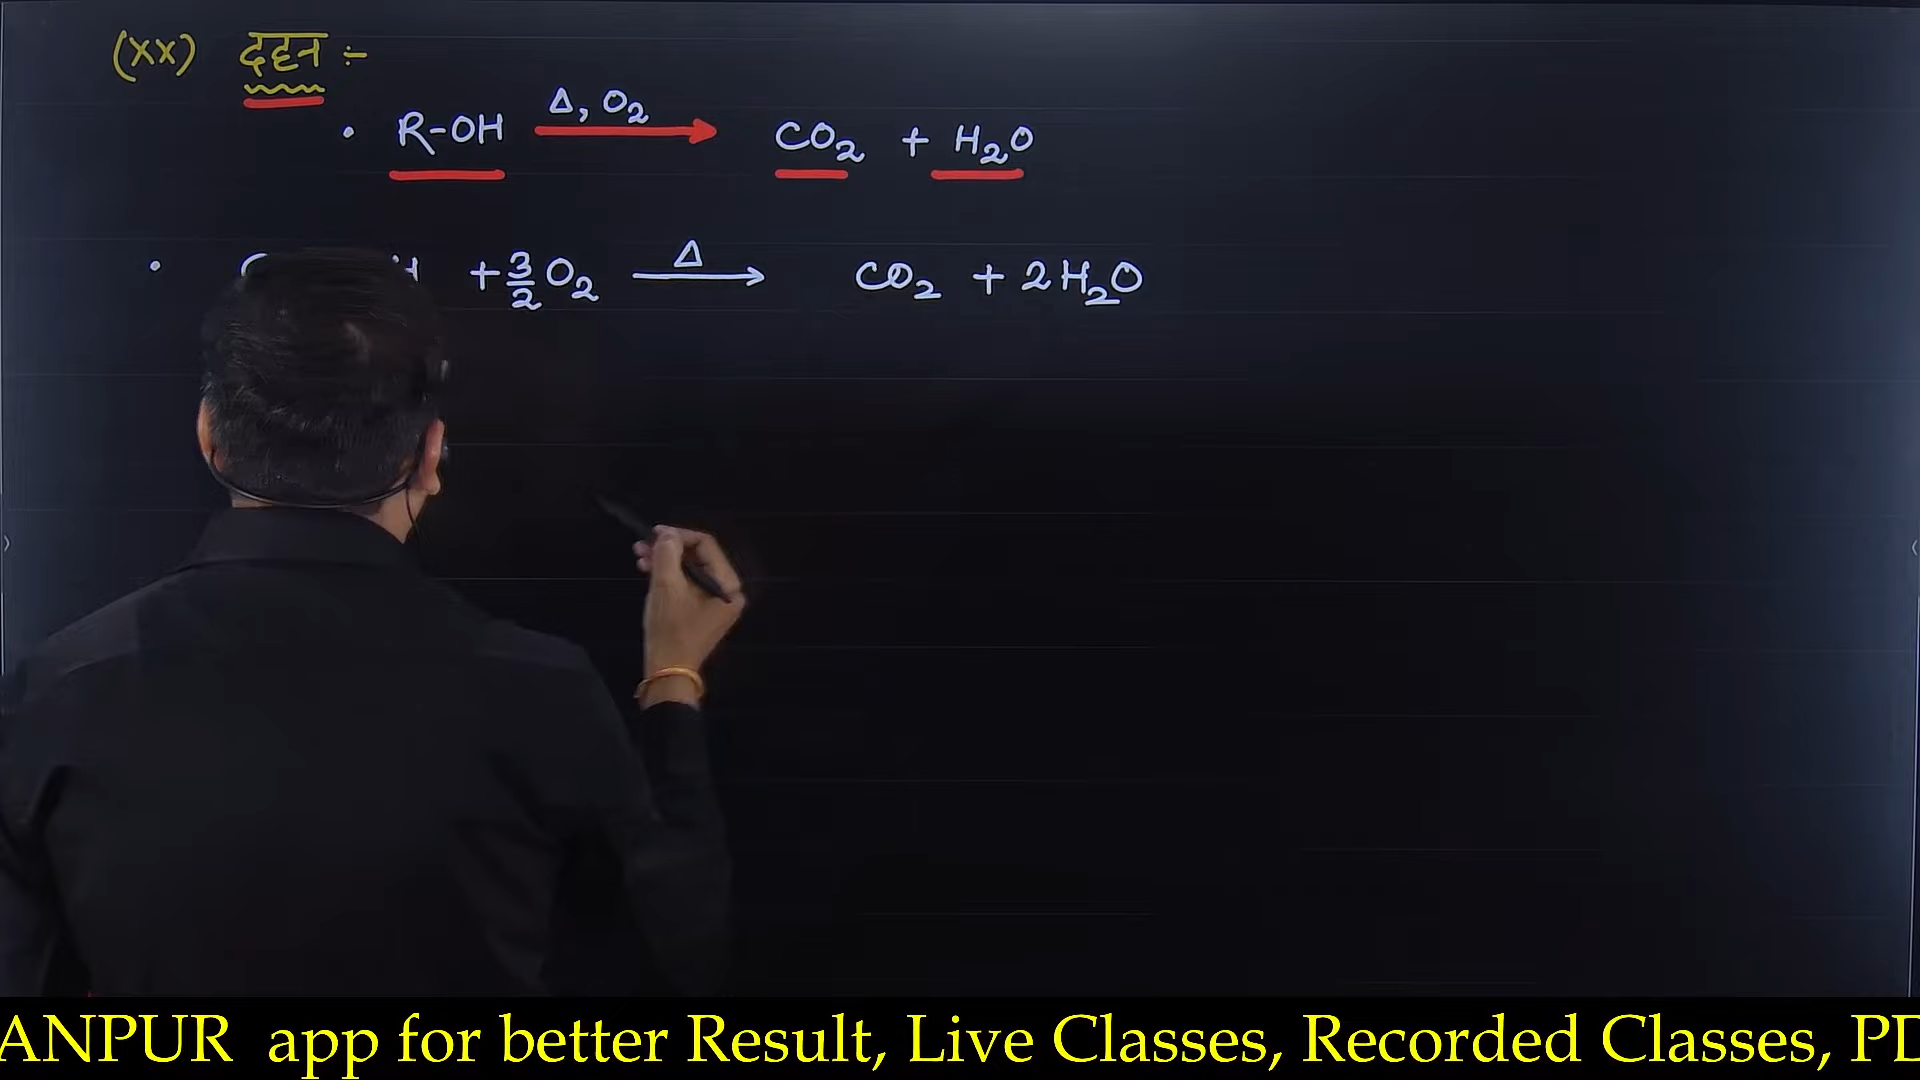 (xx) दहन :-
• R-OH Δ, O₂ → CO₂ + H₂O
• + 3/2 O₂ Δ → CO₂ + 2H₂O
ANPUR app for better Result, Live Classes, Recorded Classes,